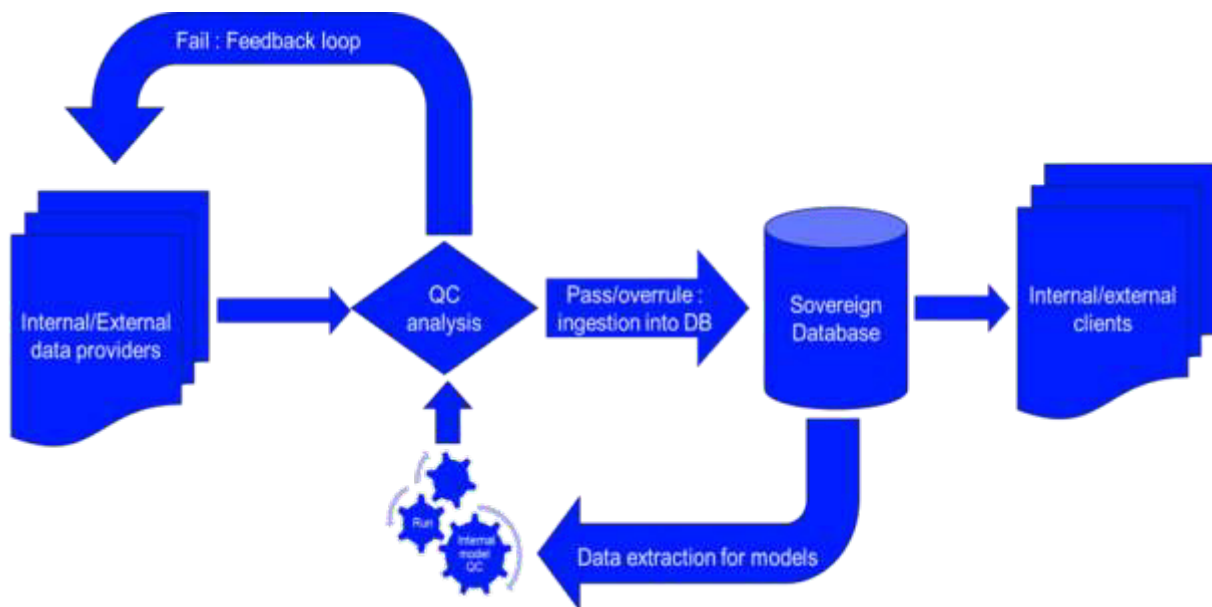 Fail : Feedback loop
Internal/External
data providers
QC
analysis
Pass/overrule :
ingestion into DB
Sovereign
Database
Internal/external
clients
Run
Internal
model
QC
Data extraction for models